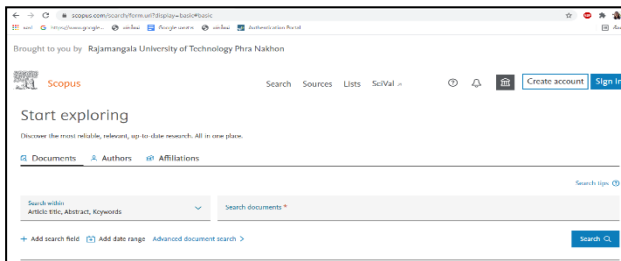 scopus.com/search/form.uri?display=basic#basic
Authentication Portal
Brought to you by Rajamangala University of Technology Phra Nakhon
Scopus
Search Sources Lists SciVal
Create account Sign In
Start exploring
Discover the most reliable, relevant, up-to-date research. All in one place.
Documents Authors Affiliations
Search tips
Search within
Article title, Abstract, Keywords
Search documents *
+ Add search field Add date range Advanced document search >
Search